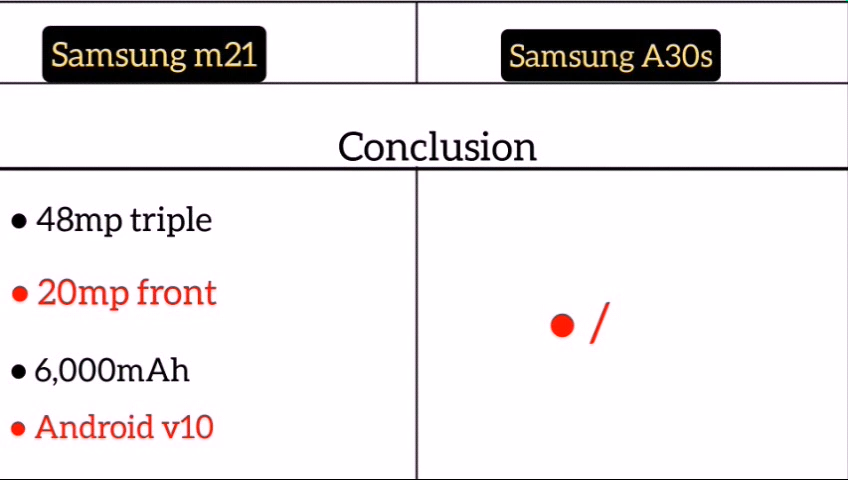 Samsung m21
Samsung A30s
Conclusion
● 48mp triple
● 20mp front
● /
● 6,000mAh
● Android v10